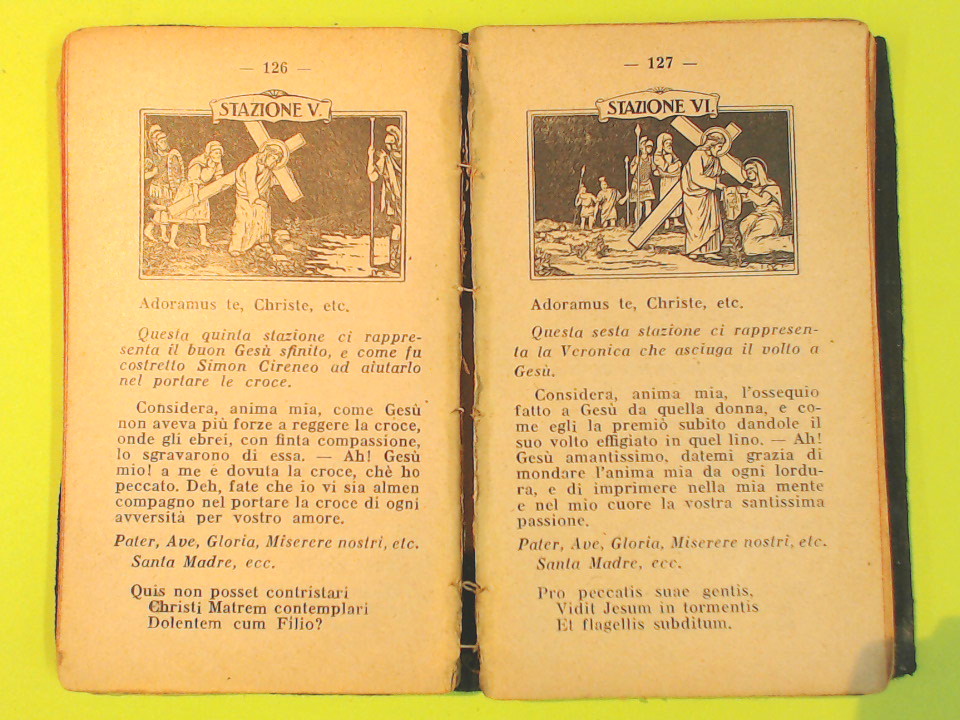 — 126 —
STAZIONE V.
Adoramus te, Christe, etc.
Questa quinta stazione ci rappre-
senta il buon Gesù sfinito, e come fu
costretto Simon Cireneo ad aiutarlo
nel portare le croce.
Considera, anima mia, come Gesù
non aveva più forze a reggere la croce,
onde gli ebrei, con finta compassione,
lo sgravarono di essa. — Ah! Gesù
mio! a me è dovuta la croce, chè ho
peccato. Deh, fate che io vi sia almen
compagno nel portare la croce di ogni
avversità per vostro amore.
Pater, Ave, Gloria, Miserere nostri, etc.
Santa Madre, ecc.
Quis non posset contristari
Christi Matrem contemplari
Dolentem cum Filio?
— 127 —
STAZIONE VI.
Adoramus te, Christe, etc.
Questa sesta stazione ci rappresen-
ta la Veronica che asciuga il volto a
Gesù.
Considera, anima mia, l'ossequio
fatto a Gesù da quella donna, e co-
me egli la premiò subito dandole il
suo volto effigiato in quel lino. — Ah!
Gesù amantissimo, datemi grazia di
mondare l'anima mia da ogni lordu-
ra, e di imprimere nella mia mente
e nel mio cuore la vostra santissima
passione.
Pater, Ave, Gloria, Miserere nostri, etc.
Santa Madre, ecc.
Pro peccatis suae gentis,
Vidit Jesum in tormentis
Et flagellis subditum.